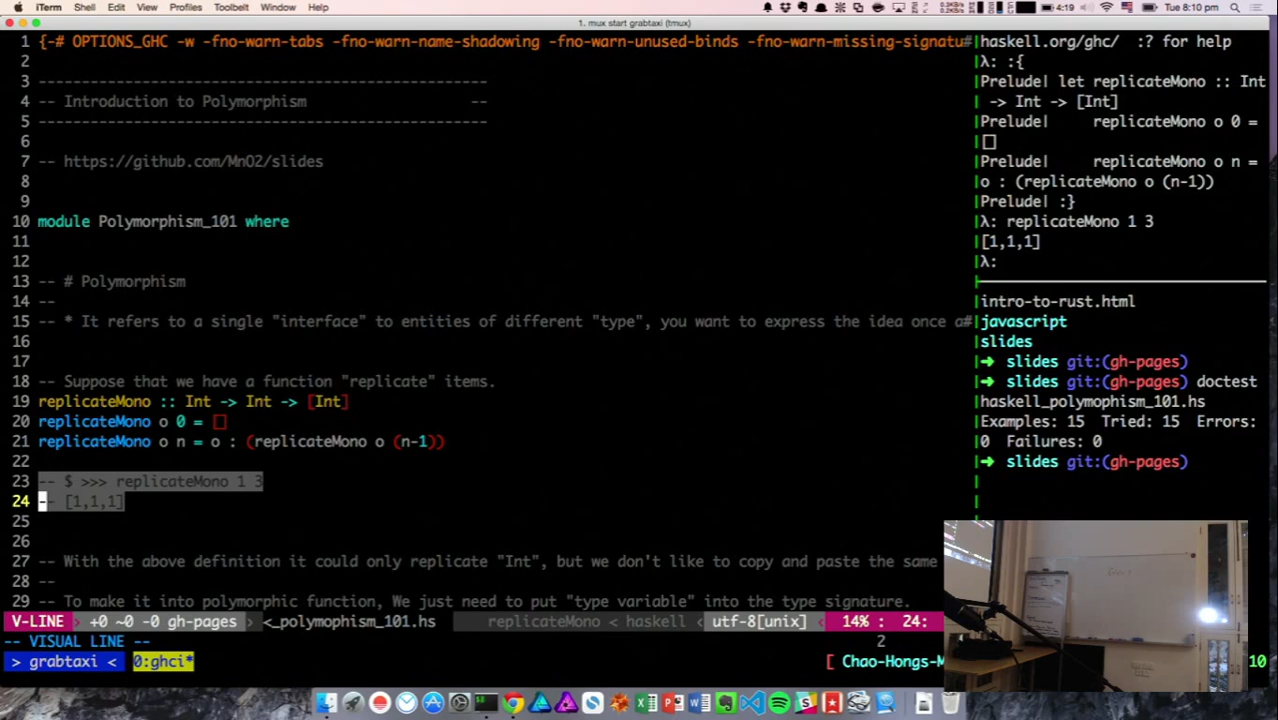 iTerm Shell Edit View Profiles Toolbelt Window Help
4:19 Tue 8:10 pm
1. mux start grabtaxi (tmux)
1 {-# OPTIONS_GHC -w -fno-warn-tabs -fno-warn-name-shadowing -fno-warn-unused-binds -fno-warn-missing-signatu
2
3 --------------------------------------------------
4 -- Introduction to Polymorphism --
5 --------------------------------------------------
6
7 -- https://github.com/MnO2/slides
8
9
10 module Polymorphism_101 where
11
12
13 -- # Polymorphism
14 --
15 -- * It refers to a single "interface" to entities of different "type", you want to express the idea once a
16
17
18 -- Suppose that we have a function "replicate" items.
19 replicateMono :: Int -> Int -> [Int]
20 replicateMono o 0 = []
21 replicateMono o n = o : (replicateMono o (n-1))
22
23 -- $ >>> replicateMono 1 3
24 -- [1,1,1]
25
26
27 -- With the above definition it could only replicate "Int", but we don't like to copy and paste the same
28 --
29 -- To make it into polymorphic function, We just need to put "type variable" into the type signature.
V-LINE +0 ~0 -0 gh-pages <_polymophism_101.hs replicateMono < haskell < utf-8[unix] 14% : 24:
-- VISUAL LINE -- 2
> grabtaxi < 0:ghci* [ Chao-Hongs-M 10
haskell.org/ghc/ :? for help
λ: :{
Prelude| let replicateMono :: Int
-> Int -> [Int]
Prelude| replicateMono o 0 =
[]
Prelude| replicateMono o n =
o : (replicateMono o (n-1))
Prelude| :}
λ: replicateMono 1 3
[1,1,1]
λ:
intro-to-rust.html
javascript
slides
➜ slides git:(gh-pages)
➜ slides git:(gh-pages) doctest
haskell_polymophism_101.hs
Examples: 15 Tried: 15 Errors:
0 Failures: 0
➜ slides git:(gh-pages)